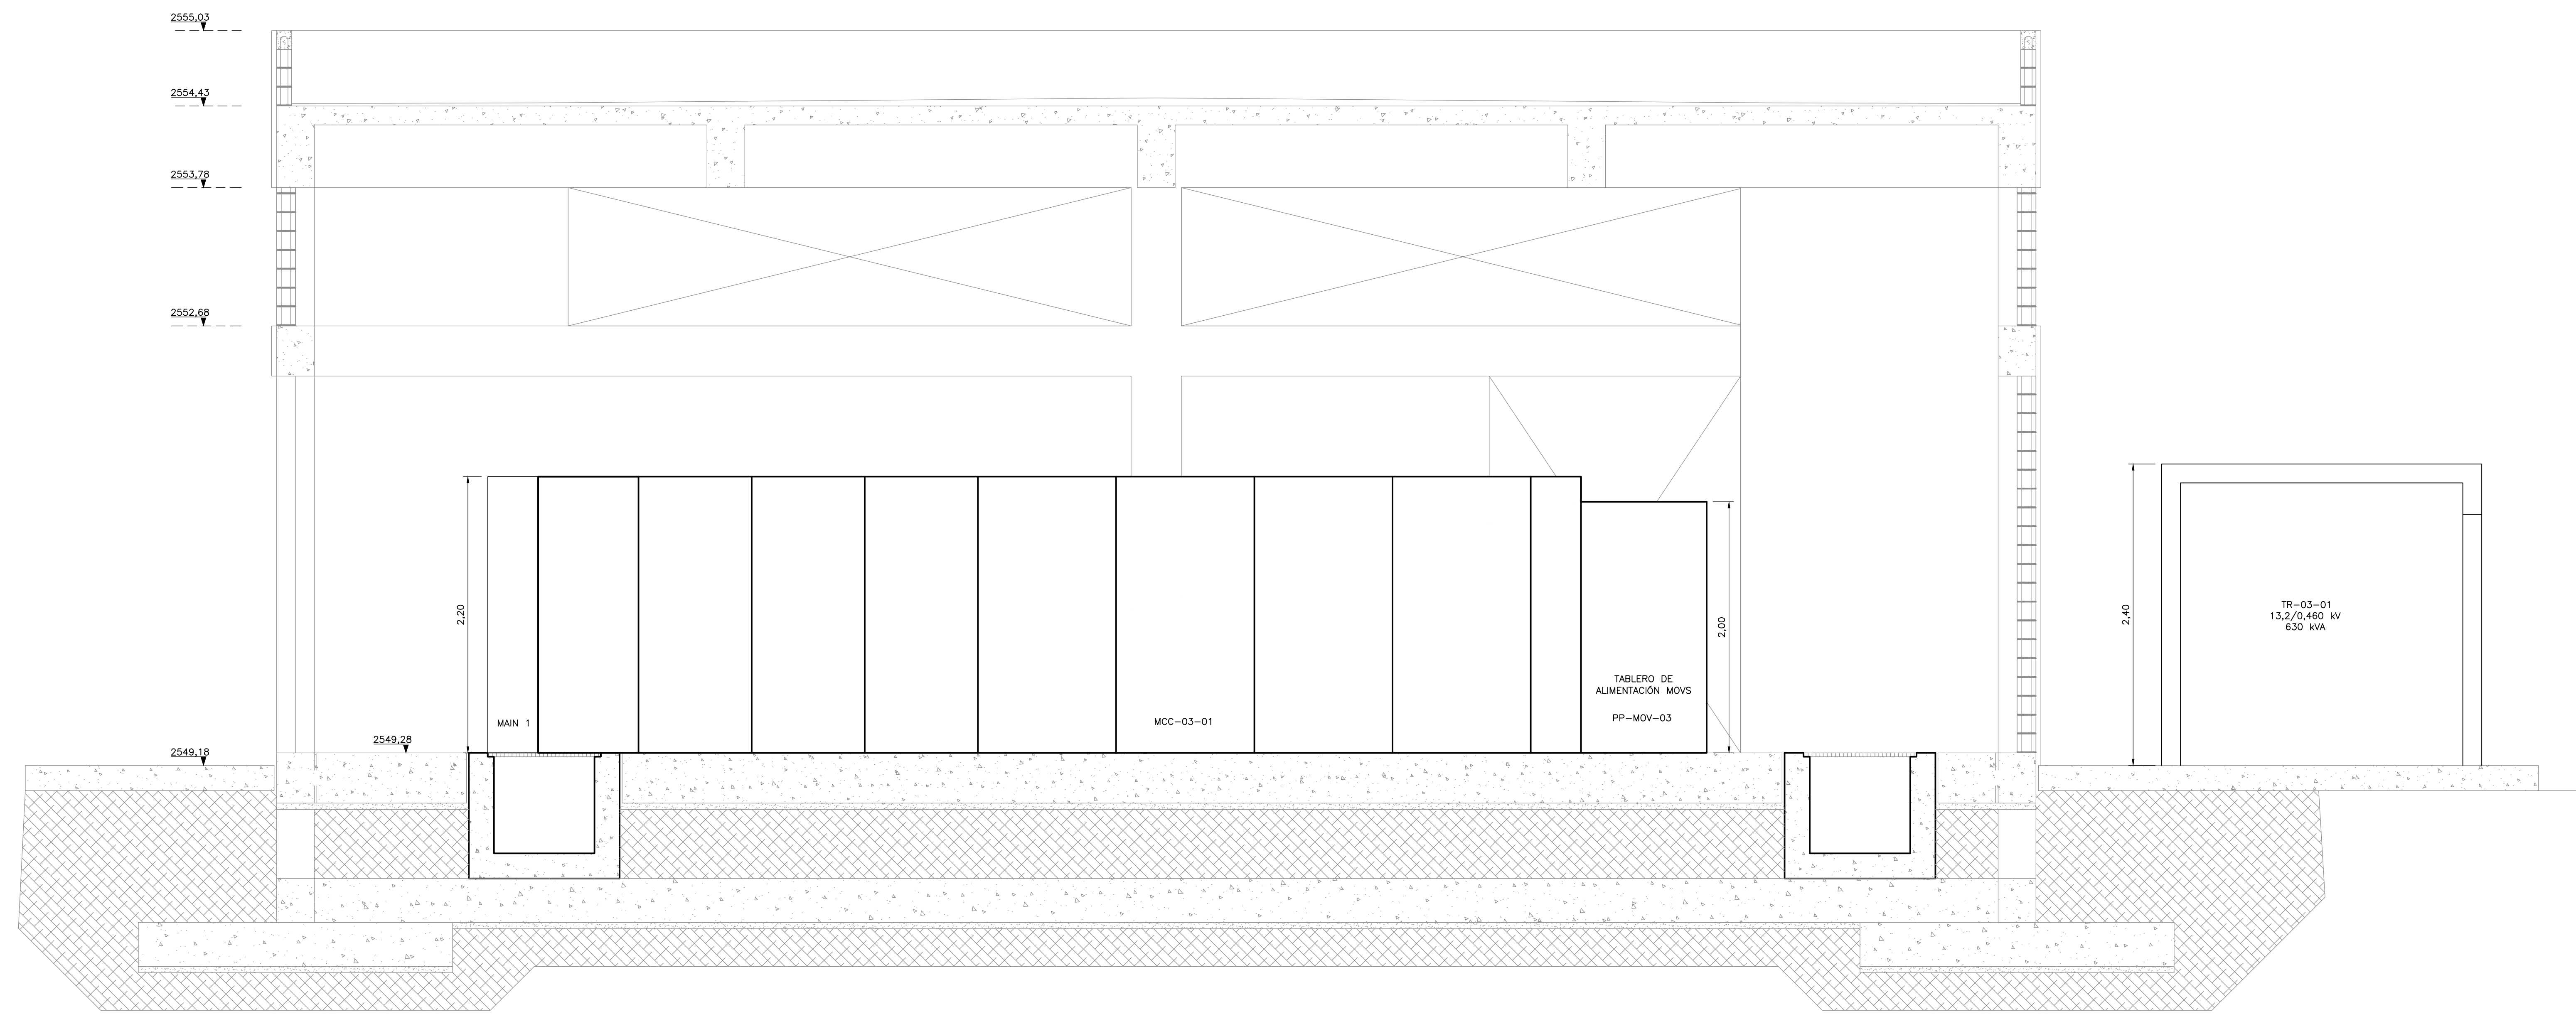 2555,03
2554,43
2553,78
2552,68
2,20
2,40
2,00
TR-03-01
13,2/0,460 kV
630 kVA
TABLERO DE
ALIMENTACIÓN MOVS
PP-MOV-03
MAIN 1
MCC-03-01
2549,28
2549,18